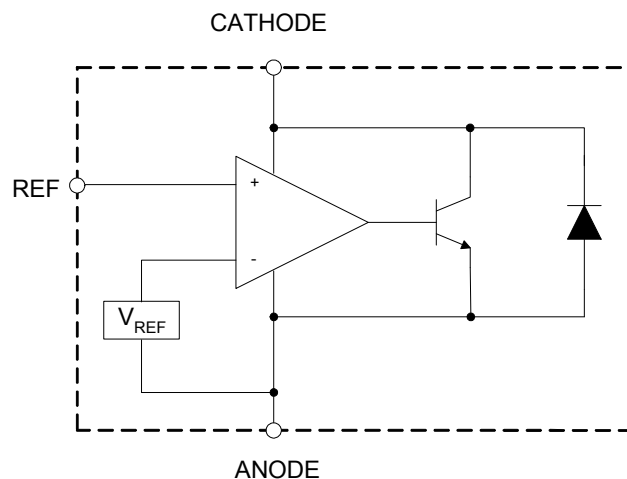 CATHODE
REF
+
-
VREF
ANODE